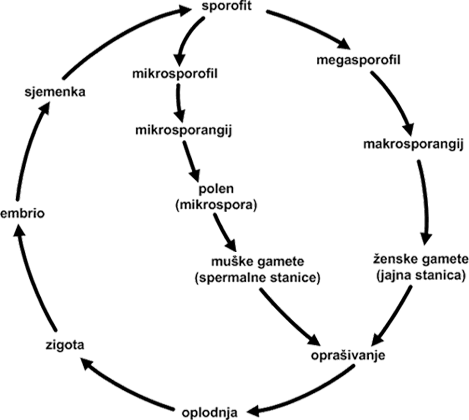 sporofit
megasporofil
mikrosporofil
sjemenka
mikrosporangij
makrosporangij
polen
(mikrospora)
embrio
muške gamete
(spermalne stanice)
ženske gamete
(jajna stanica)
zigota
oprašivanje
oplodnja